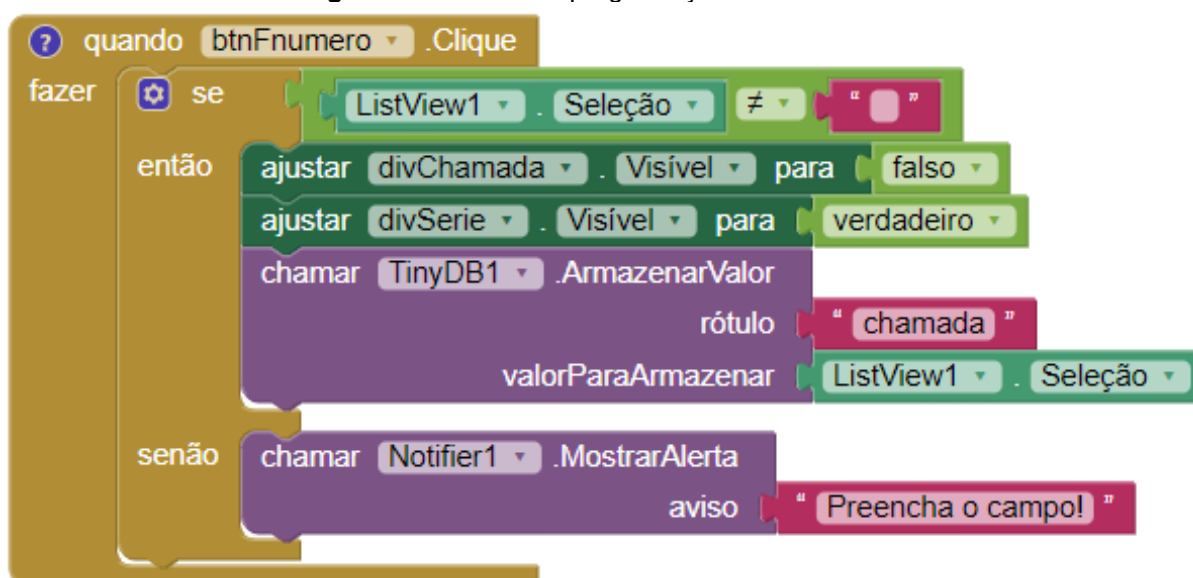 quando btnFnumero .Clique
fazer se ListView1 . Seleção ≠ " "
então ajustar divChamada . Visível para falso
ajustar divSerie . Visível para verdadeiro
chamar TinyDB1 .ArmazenarValor
rótulo " chamada "
valorParaArmazenar ListView1 . Seleção
senão chamar Notifier1 .MostrarAlerta
aviso " Preencha o campo! "